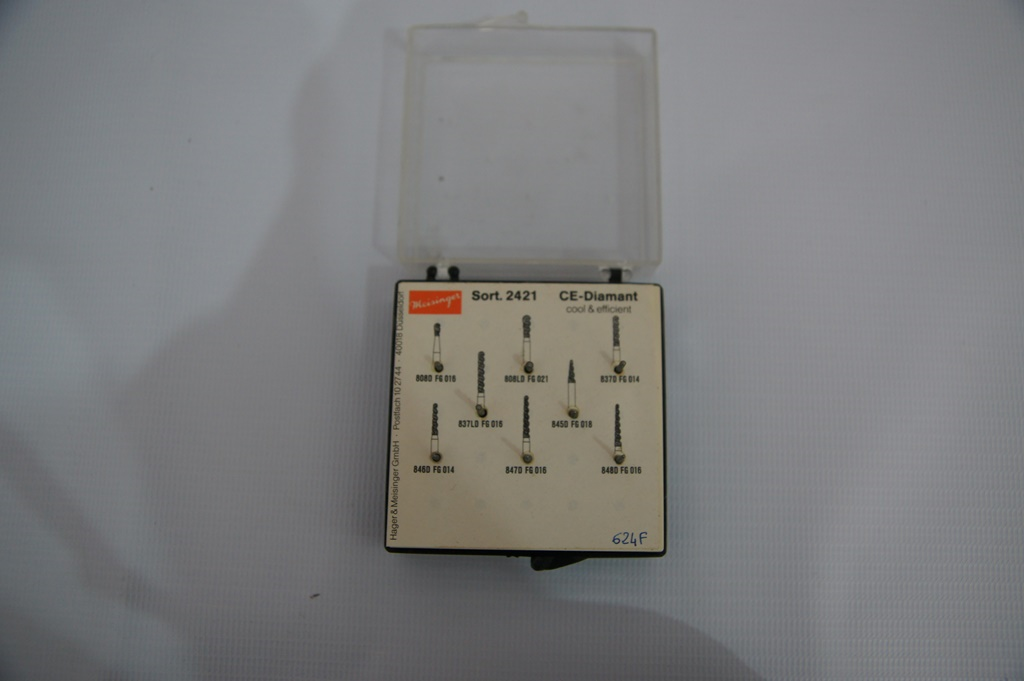 Meisinger
Sort. 2421
CE-Diamant
cool & efficient
808D FG 016
808LD FG 021
837D FG 014
837LD FG 016
845D FG 018
846D FG 014
847D FG 016
848D FG 016
Hager & Meisinger GmbH · Postfach 10 27 44 · 40018 Düsseldorf
624F